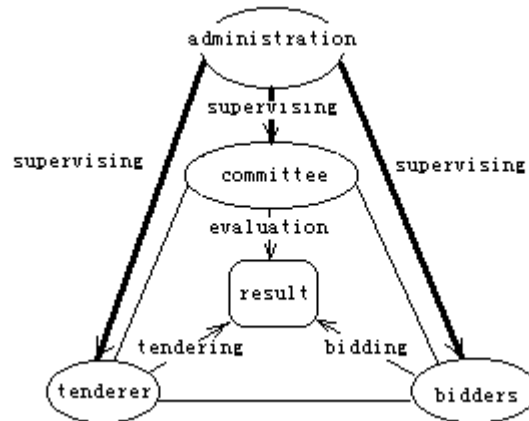 administration
supervising
supervising
supervising
committee
evaluation
result
tendering
bidding
tenderer
bidders